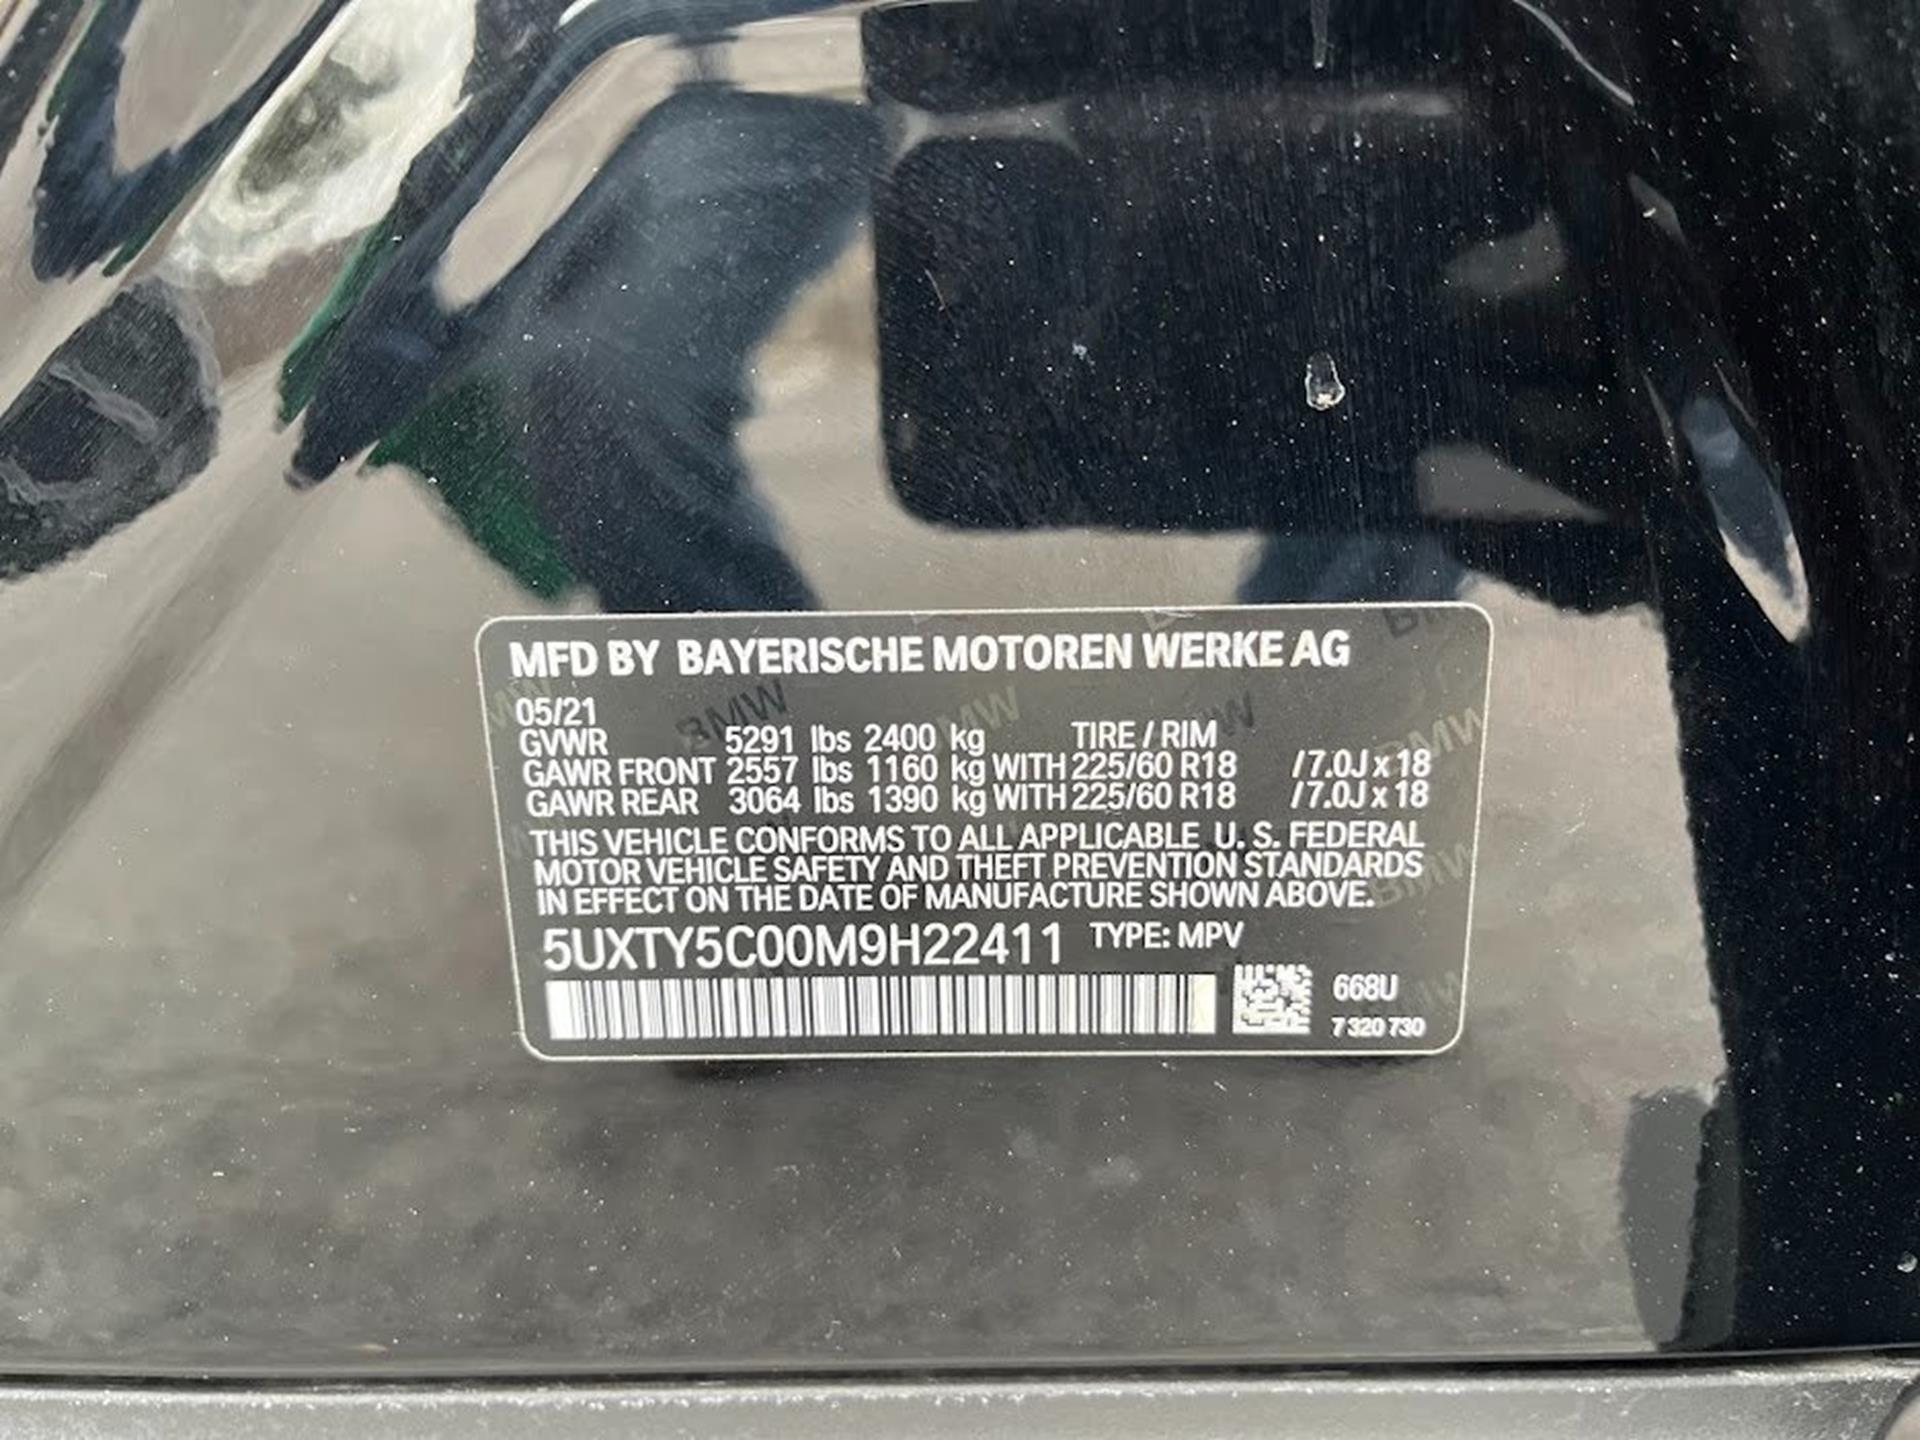 MFD BY BAYERISCHE MOTOREN WERKE AG
05/21
GVWR 5291 lbs 2400 kg TIRE / RIM
GAWR FRONT 2557 lbs 1160 kg WITH 225/60 R18 / 7.0J x 18
GAWR REAR 3064 lbs 1390 kg WITH 225/60 R18 / 7.0J x 18
THIS VEHICLE CONFORMS TO ALL APPLICABLE U. S. FEDERAL
MOTOR VEHICLE SAFETY AND THEFT PREVENTION STANDARDS
IN EFFECT ON THE DATE OF MANUFACTURE SHOWN ABOVE.
5UXTY5C00M9H22411 TYPE: MPV
668U
7 320 730